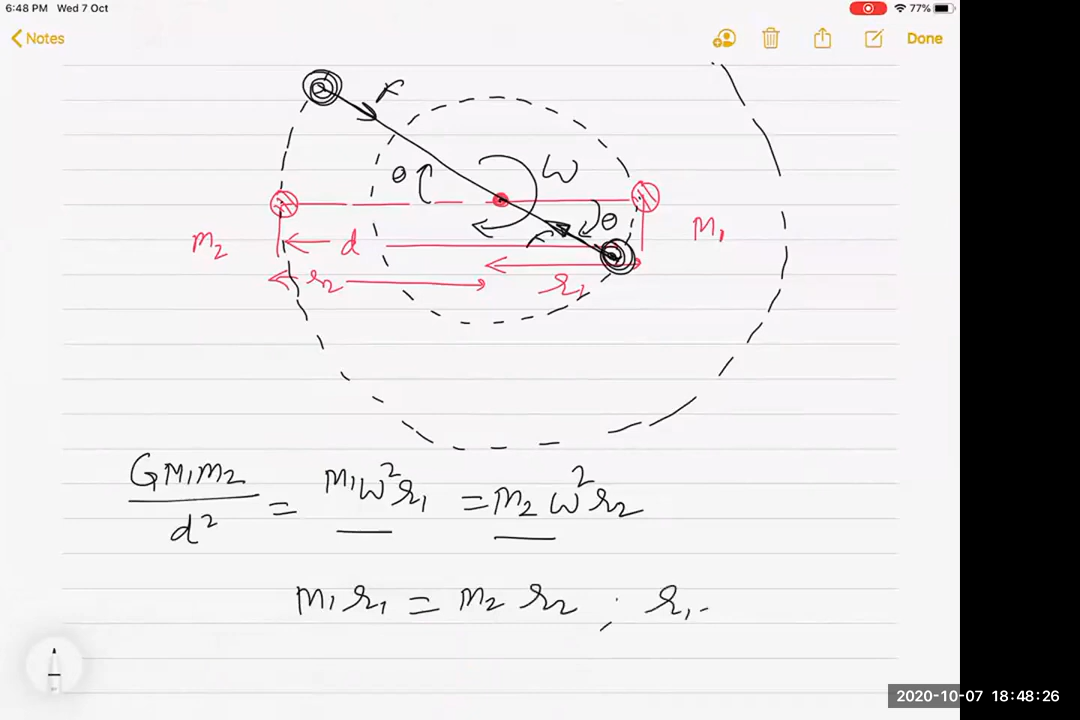 6:48 PM Wed 7 Oct
77%
Notes
Done
F
θ
ω
θ
F
m₂
M₁
d
r₂
r₁
GM₁m₂/d² = M₁ω²r₁ = m₂ω²r₂
M₁r₁ = m₂r₂ ; r₁-
2020-10-07 18:48:26